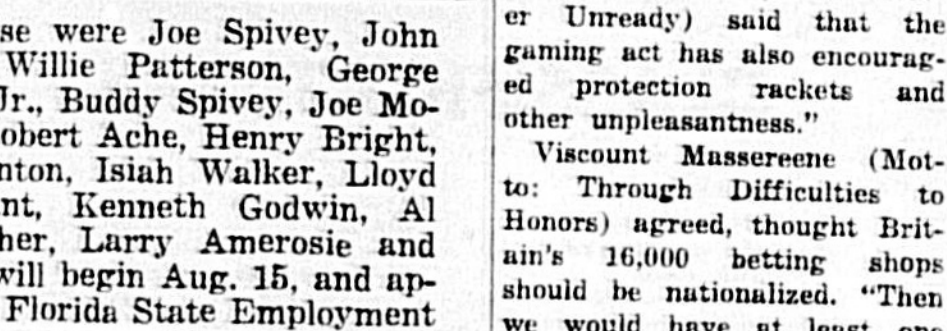 se were Joe Spivey, John
Willie Patterson, George
Jr., Buddy Spivey, Joe Mo-
obert Ache, Henry Bright,
nton, Isiah Walker, Lloyd
nt, Kenneth Godwin, Al
her, Larry Amerosie and
will begin Aug. 15, and ap-
Florida State Employment
er Unready) said that the
gaming act has also encourag-
ed protection rackets and
other unpleasantness."
Viscount Massereene (Mot-
to: Through Difficulties to
Honors) agreed, thought Brit-
ain's 16,000 betting shops
should be nationalized. "Then
we would have at least one